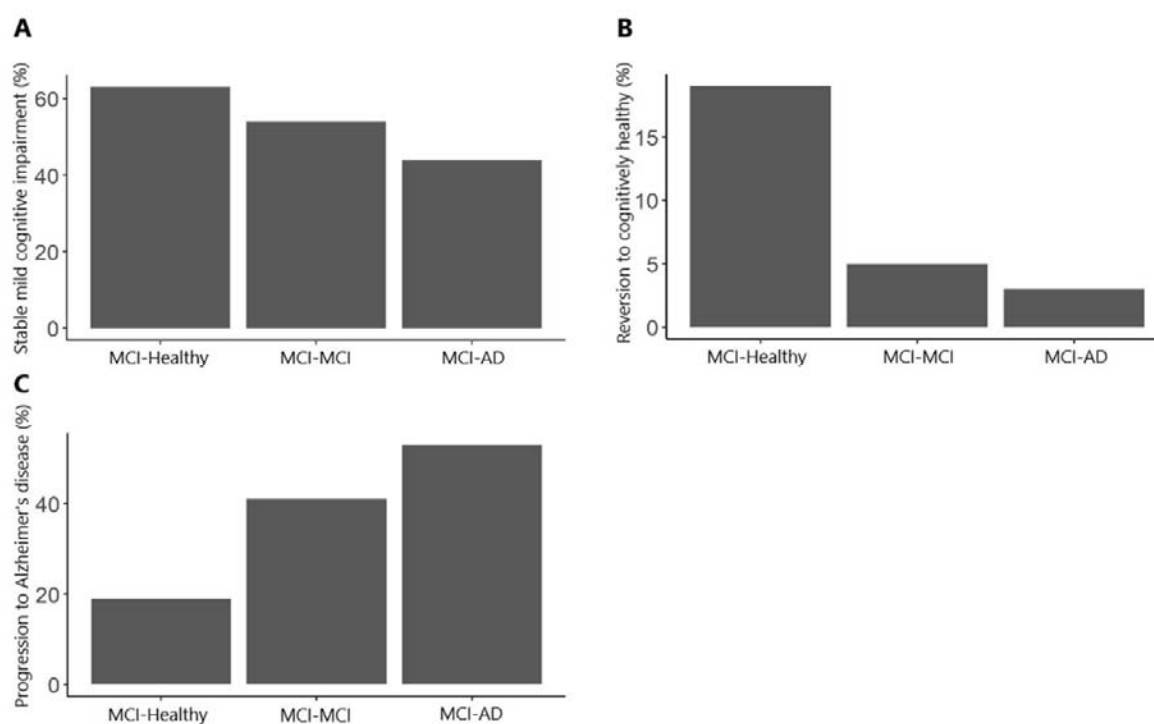 A
Stable mild cognitive impairment (%)
60
40
20
0
MCI-Healthy MCI-MCI MCI-AD
B
Reversion to cognitively healthy (%)
15
10
5
0
MCI-Healthy MCI-MCI MCI-AD
C
Progression to Alzheimer's disease (%)
40
20
0
MCI-Healthy MCI-MCI MCI-AD